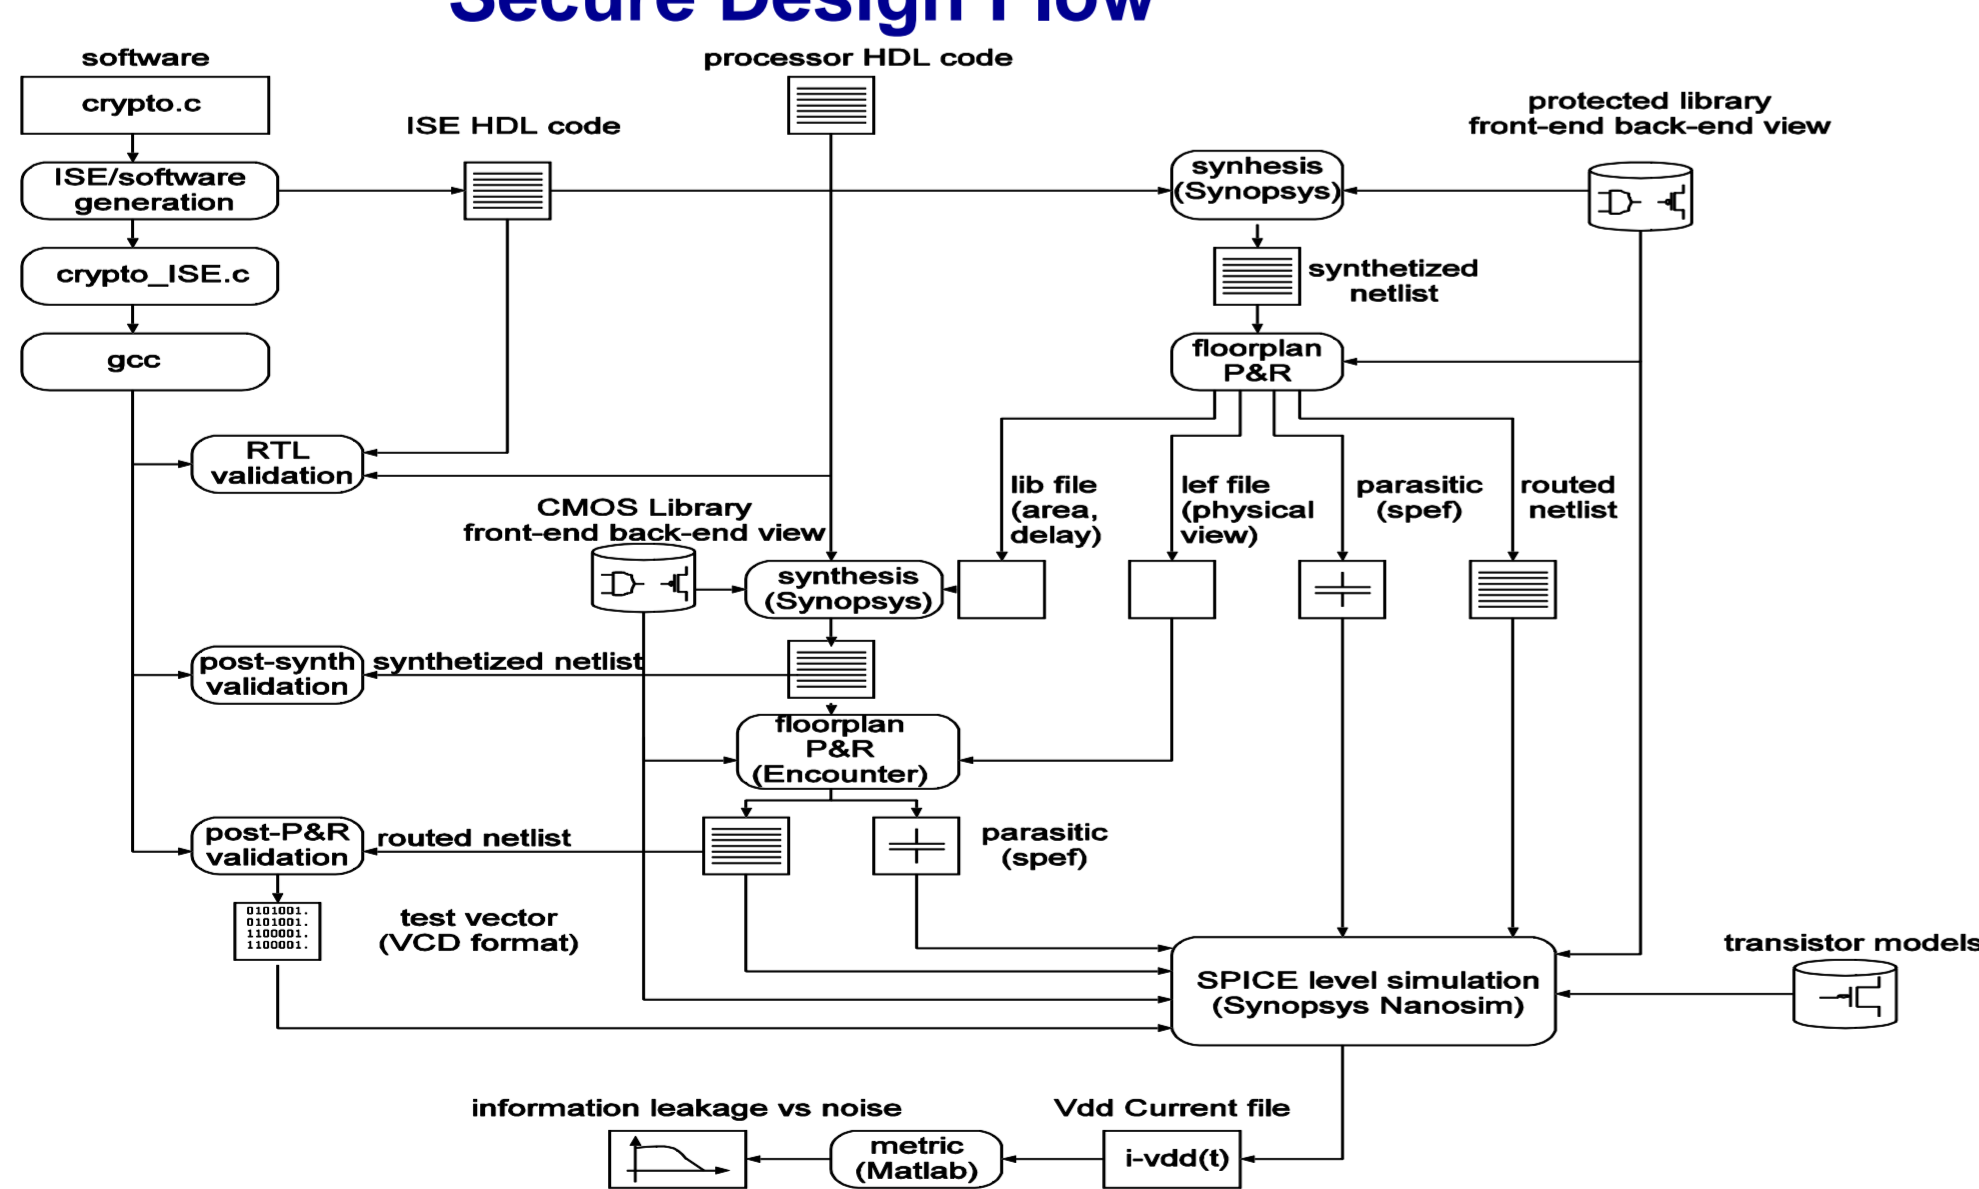 Secure Design Flow
software
processor HDL code
crypto.c
ISE HDL code
protected library
front-end back-end view
ISE/software
generation
synhesis
(Synopsys)
crypto_ISE.c
synthetized
netlist
gcc
floorplan
P&R
RTL
validation
lib file
(area,
delay)
lef file
(physical
view)
parasitic
(spef)
routed
netlist
CMOS Library
front-end back-end view
synthesis
(Synopsys)
post-synth
validation
synthetized netlist
floorplan
P&R
(Encounter)
post-P&R
validation
routed netlist
parasitic
(spef)
0101001.
0101001.
1100001.
1100001.
test vector
(VCD format)
transistor models
SPICE level simulation
(Synopsys Nanosim)
information leakage vs noise
Vdd Current file
metric
(Matlab)
i-vdd(t)